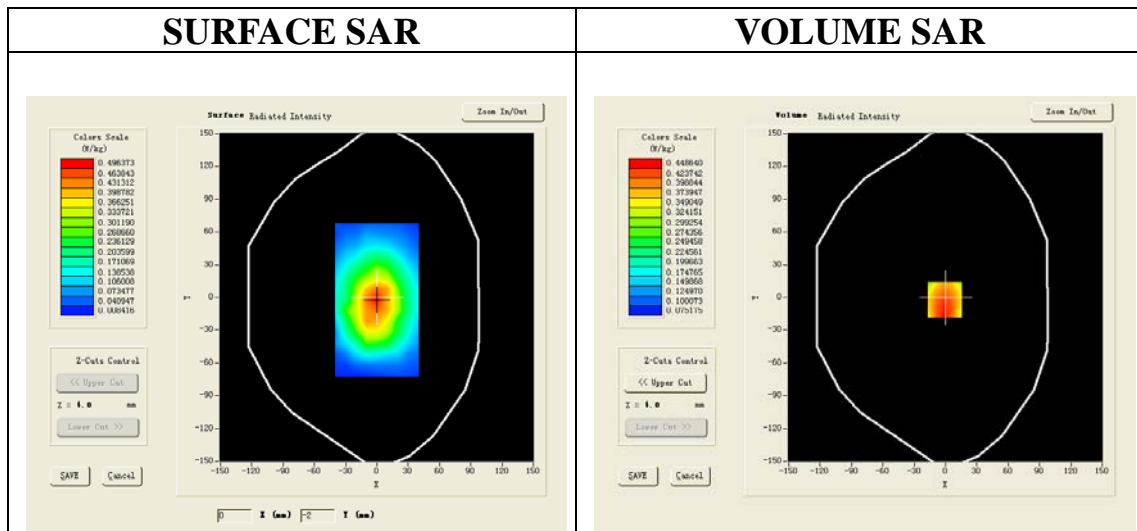 SURFACE SAR
VOLUME SAR
Surface Radiated Intensity
Zoom In/Out
Colors Scale
(W/kg)
0.496373
0.463843
0.431312
0.398782
0.366251
0.333721
0.301190
0.268660
0.236129
0.203599
0.171069
0.138538
0.106008
0.073477
0.040947
0.008416
Z-Cuts Control
<< Upper Cut
Z = 4.0 mm
Lower Cut >>
SAVE
Cancel
150
120
90
60
30
0
-30
-60
-90
-120
-150
Y
-150 -120 -90 -60 -30 0 30 60 90 120 150
X
0 X (mm) -2 Y (mm)
Volume Radiated Intensity
Zoom In/Out
Colors Scale
(W/kg)
0.448640
0.423742
0.398844
0.373947
0.349049
0.324151
0.299254
0.274356
0.249458
0.224561
0.199663
0.174765
0.149868
0.124970
0.100073
0.075175
Z-Cuts Control
<< Upper Cut
Z = 4.0 mm
Lower Cut >>
SAVE
Cancel
150
120
90
60
30
0
-30
-60
-90
-120
-150
Y
-150 -120 -90 -60 -30 0 30 60 90 120 150
X